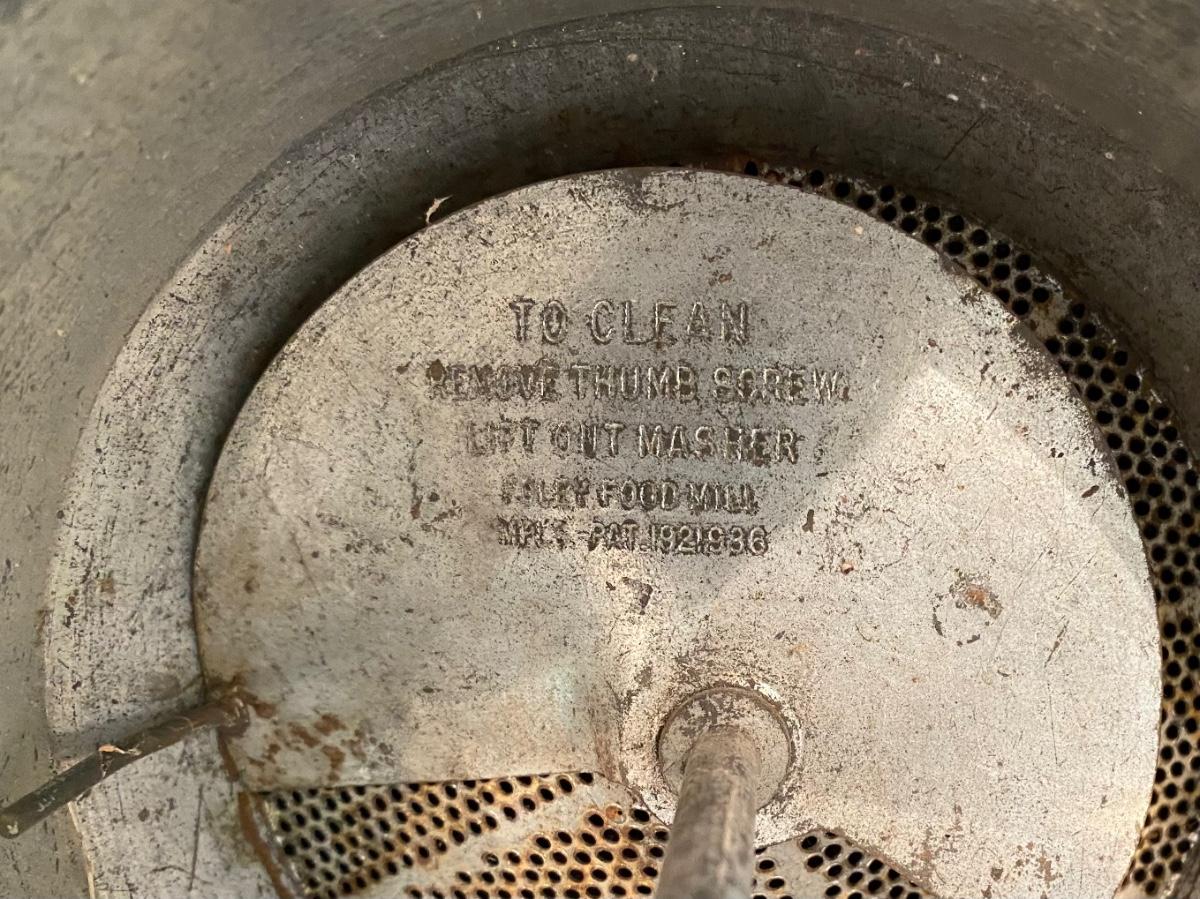 TO CLEAN
REMOVE THUMB SCREW.
LIFT OUT MASHER
FOLEY FOOD MILL
MPLS. PAT. 1921936